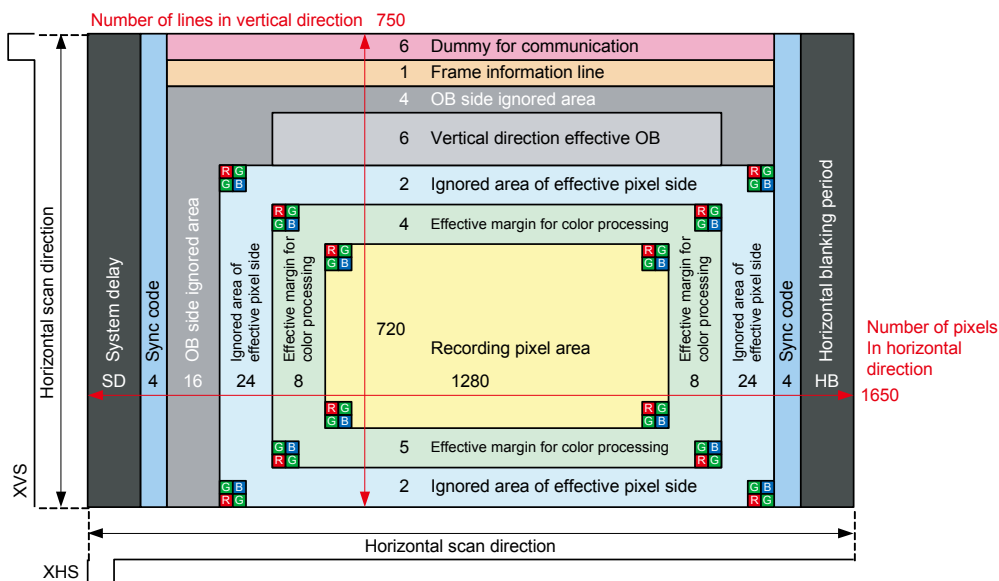 Number of lines in vertical direction 750
6 Dummy for communication
1 Frame information line
4 OB side ignored area
6 Vertical direction effective OB
R G
G B
2 Ignored area of effective pixel side
R G
G B
R G
G B
4 Effective margin for color processing
R G
G B
R G
G B
R G
G B
Horizontal scan direction
System delay
SD
Sync code
4
OB side ignored area
16
Ignored area of
effective pixel side
24
Effective margin for
color processing
8
720
Recording pixel area
1280
Effective margin for
color processing
8
Ignored area of
effective pixel side
24
Sync code
4
Horizontal blanking period
HB
Number of pixels
In horizontal
direction
1650
R G
G B
R G
G B
G B
R G
5 Effective margin for color processing
G B
R G
G B
R G
2 Ignored area of effective pixel side
G B
R G
XVS
Horizontal scan direction
XHS